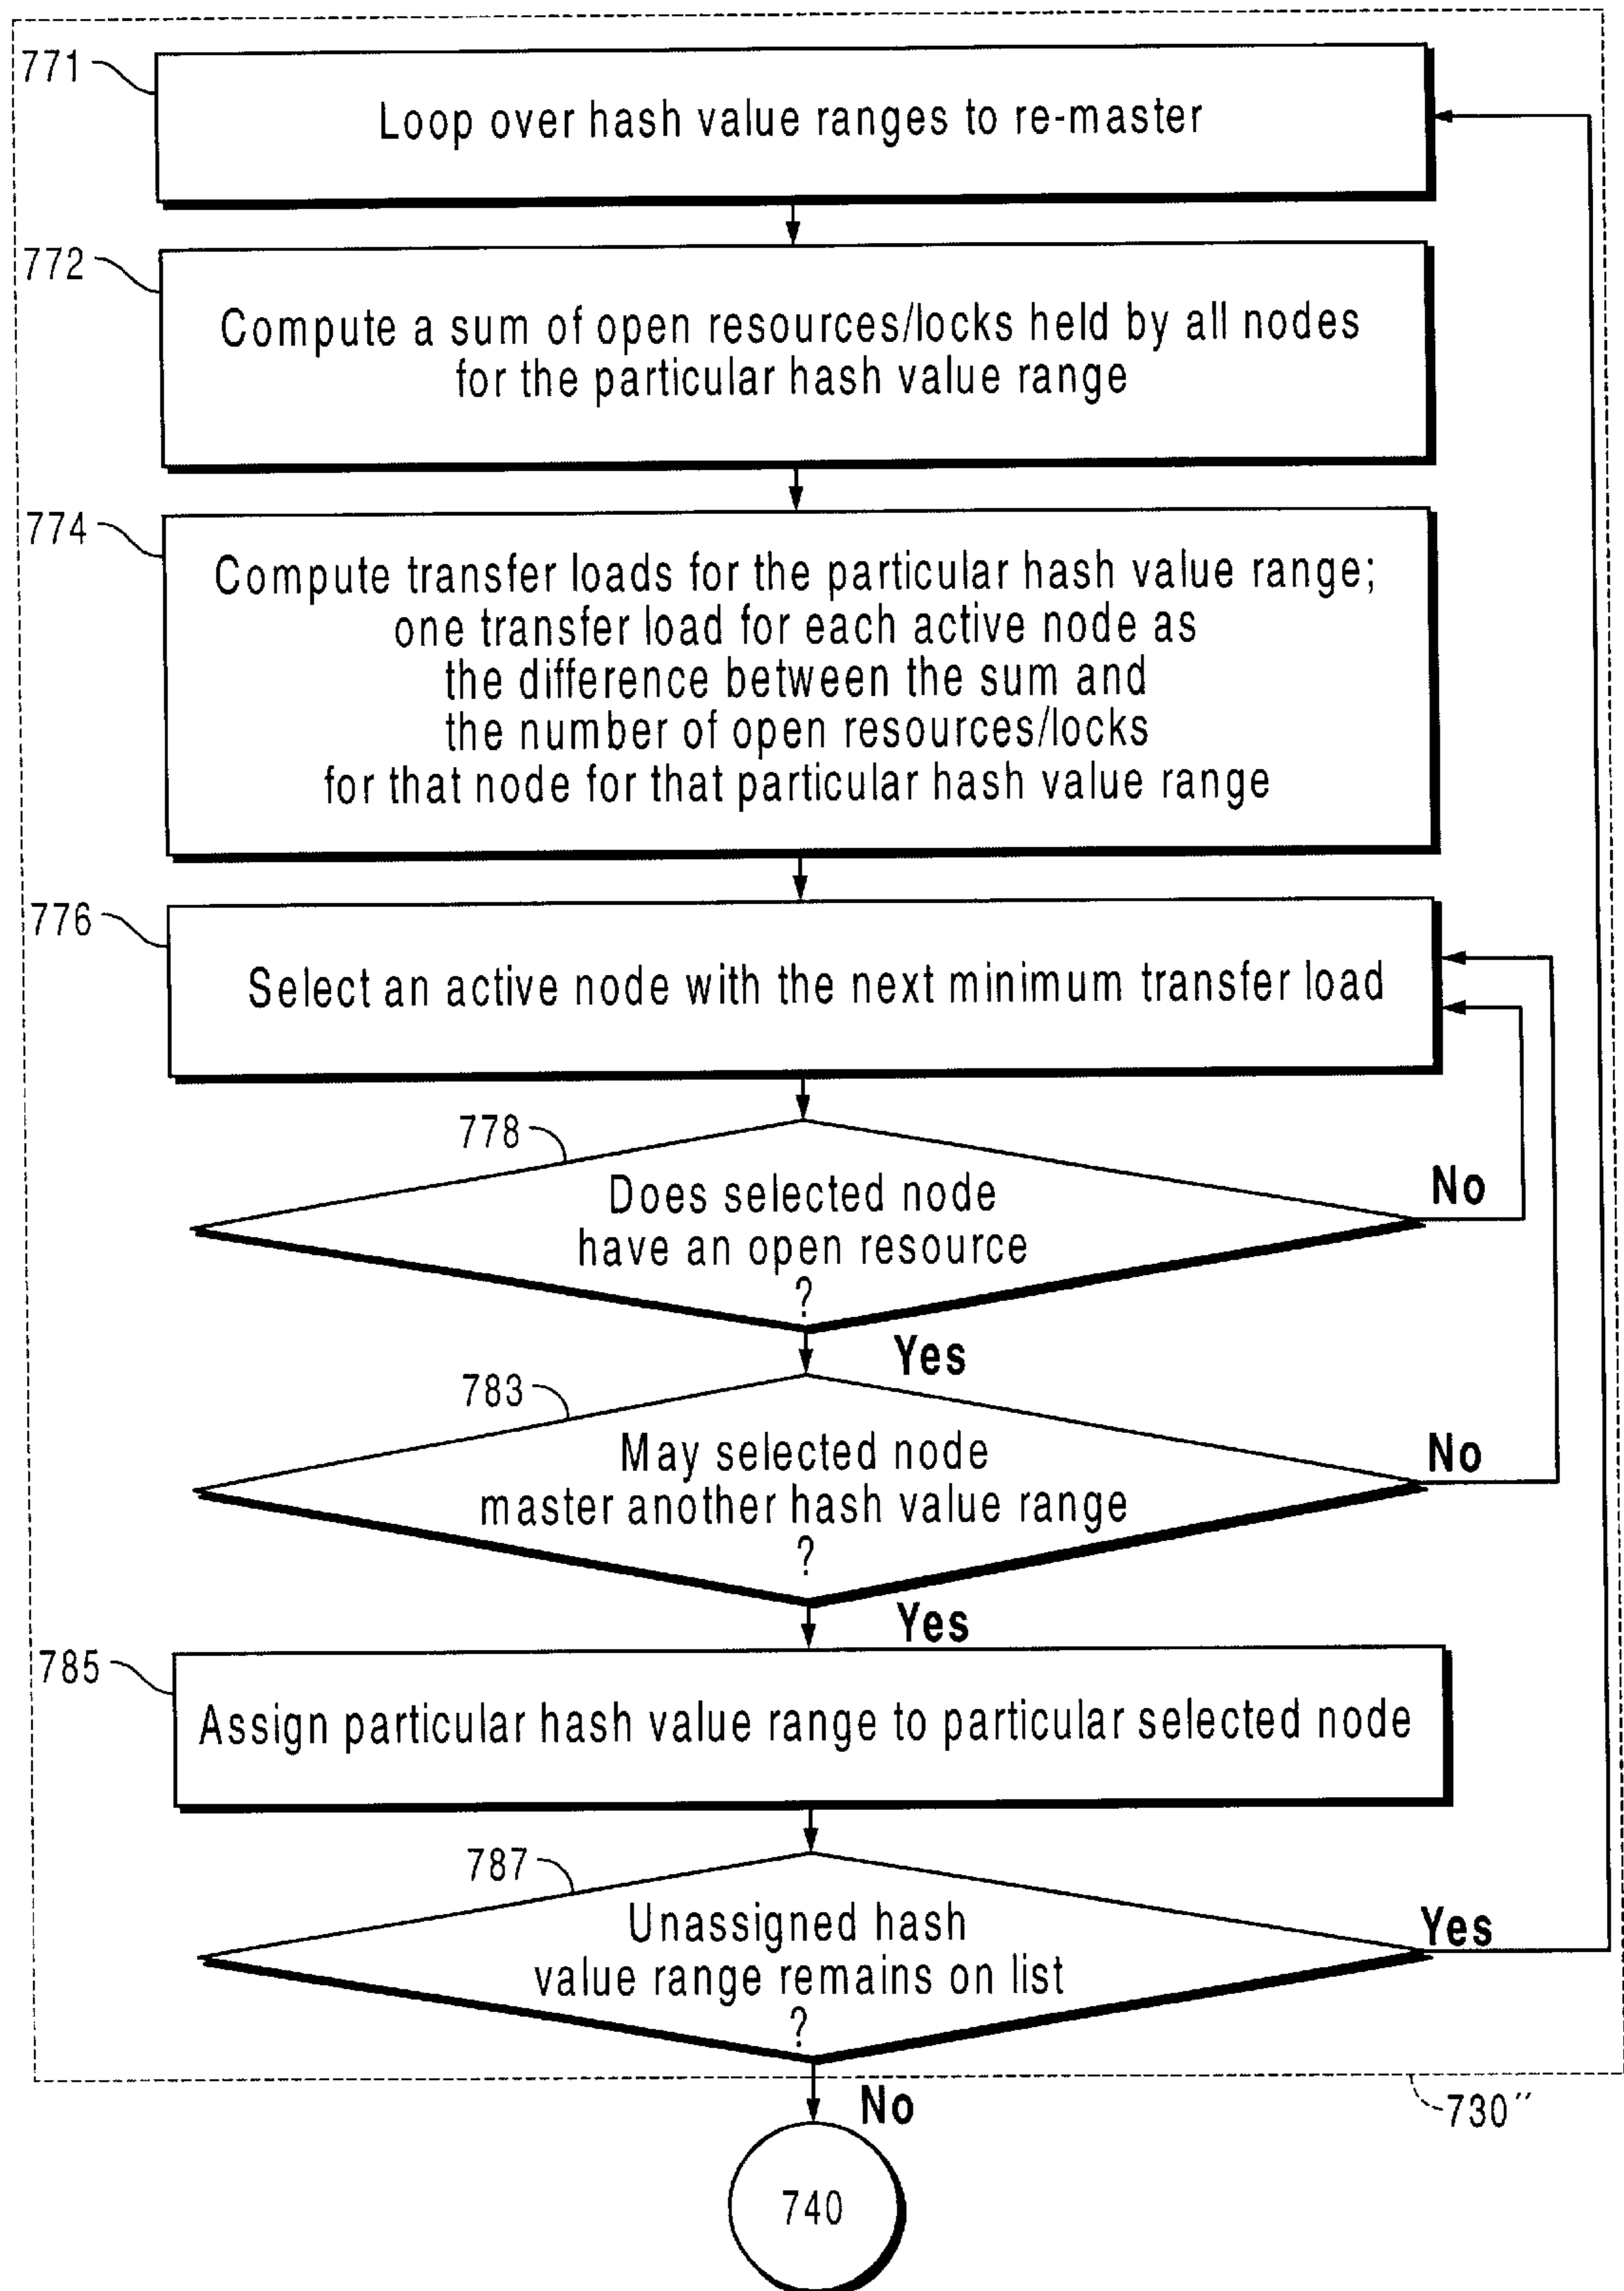 771
Loop over hash value ranges to re-master
772
Compute a sum of open resources/locks held by all nodes
for the particular hash value range
774
Compute transfer loads for the particular hash value range;
one transfer load for each active node as
the difference between the sum and
the number of open resources/locks
for that node for that particular hash value range
776
Select an active node with the next minimum transfer load
778
Does selected node
have an open resource
?
No
Yes
783
May selected node
master another hash value range
?
No
Yes
785
Assign particular hash value range to particular selected node
787
Unassigned hash
value range remains on list
?
Yes
No
730''
740